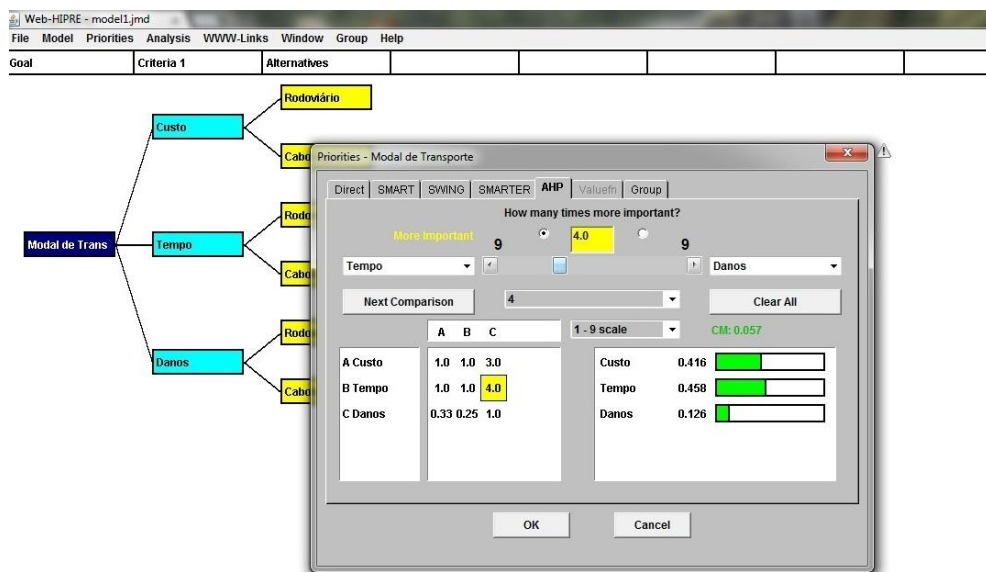 Web-HIPRE - model1.jmd
File Model Priorities Analysis WWW-Links Window Group Help
Goal Criteria 1 Alternatives
Rodoviário
Custo
Cabo
Rodo
Modal de Trans
Tempo
Cabo
Rodo
Danos
Cabo
Priorities - Modal de Transporte
Direct SMART SWING SMARTER AHP Valuefn Group
How many times more important?
More Important 9 4.0 9
Tempo Danos
Next Comparison 4 Clear All
A B C 1 - 9 scale CM: 0.057
A Custo 1.0 1.0 3.0 Custo 0.416
B Tempo 1.0 1.0 4.0 Tempo 0.458
C Danos 0.33 0.25 1.0 Danos 0.126
OK Cancel